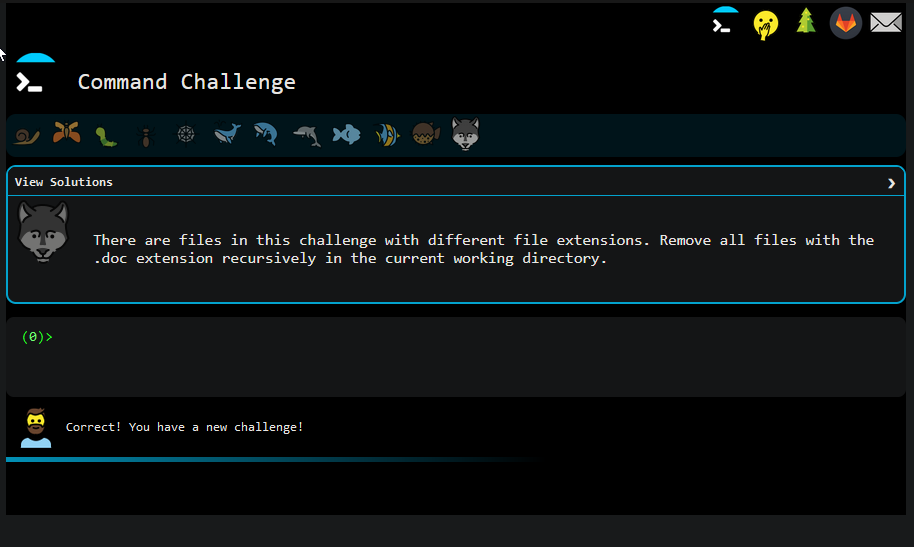 Command Challenge
View Solutions
There are files in this challenge with different file extensions. Remove all files with the
.doc extension recursively in the current working directory.
(0)>
Correct! You have a new challenge!